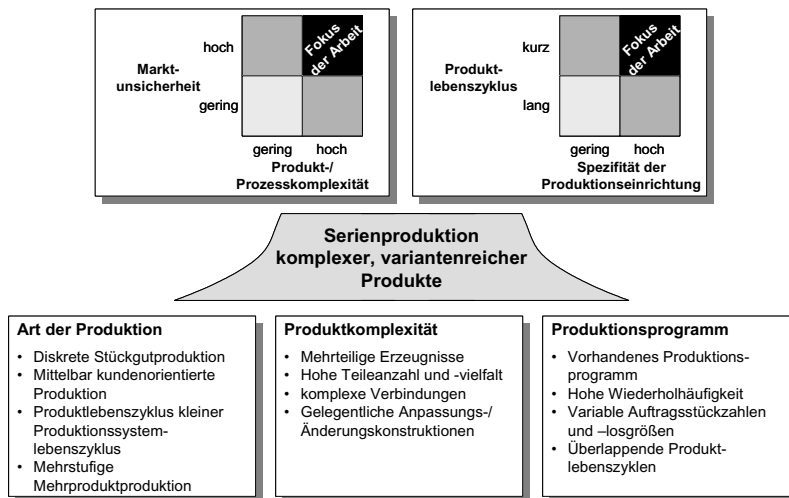 hoch
Fokus
der Arbeit
Markt-
unsicherheit
gering
gering
hoch
Produkt-/
Prozesskomplexität
kurz
Fokus
der Arbeit
Produkt-
lebenszyklus
lang
gering
hoch
Spezifität der
Produktionseinrichtung
Serienproduktion
komplexer, variantenreicher
Produkte
Art der Produktion
• Diskrete Stückgutproduktion
• Mittelbar kundenorientierte
Produktion
• Produktlebenszyklus kleiner
Produktionssystem-
lebenszyklus
• Mehrstufige
Mehrproduktproduktion
Produktkomplexität
• Mehrteilige Erzeugnisse
• Hohe Teileanzahl und -vielfalt
• komplexe Verbindungen
• Gelegentliche Anpassungs-/
Änderungskonstruktionen
Produktionsprogramm
• Vorhandenes Produktions-
programm
• Hohe Wiederholhäufigkeit
• Variable Auftragsstückzahlen
und –losgrößen
• Überlappende Produkt-
lebenszyklen